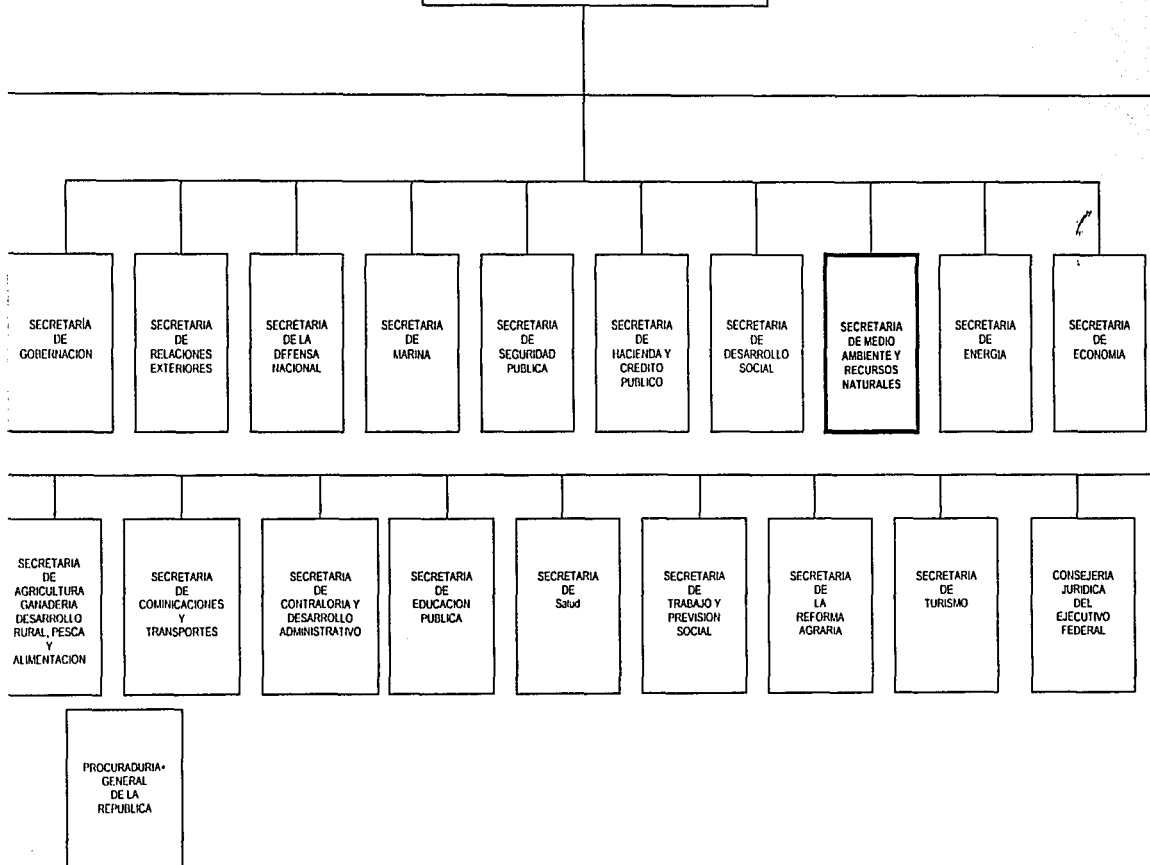 SECRETARÍA
DE
GOBERNACION
SECRETARIA
DE
RELACIONES
EXTERIORES
SECRETARIA
DE LA
DEFENSA
NACIONAL
SECRETARIA
DE
MARINA
SECRETARIA
DE
SEGURIDAD
PUBLICA
SECRETARIA
DE
HACIENDA Y
CREDITO
PUBLICO
SECRETARIA
DE
DESARROLLO
SOCIAL
SECRETARIA
DE MEDIO
AMBIENTE Y
RECURSOS
NATURALES
SECRETARIA
DE
ENERGIA
SECRETARIA
DE
ECONOMIA
SECRETARIA
DE
AGRICULTURA
GANADERIA
DESARROLLO
RURAL, PESCA
Y
ALIMENTACION
SECRETARIA
DE
COMINICACIONES
Y
TRANSPORTES
SECRETARIA
DE
CONTRALORIA Y
DESARROLLO
ADMINISTRATIVO
SECRETARIA
DE
EDUCACION
PUBLICA
SECRETARIA
DE
Salud
SECRETARIA
DE
TRABAJO Y
PREVISION
SOCIAL
SECRETARIA
DE
LA
REFORMA
AGRARIA
SECRETARIA
DE
TURISMO
CONSEJERIA
JURIDICA
DEL
EJECUTIVO
FEDERAL
PROCURADURIA
GENERAL
DE LA
REPUBLICA